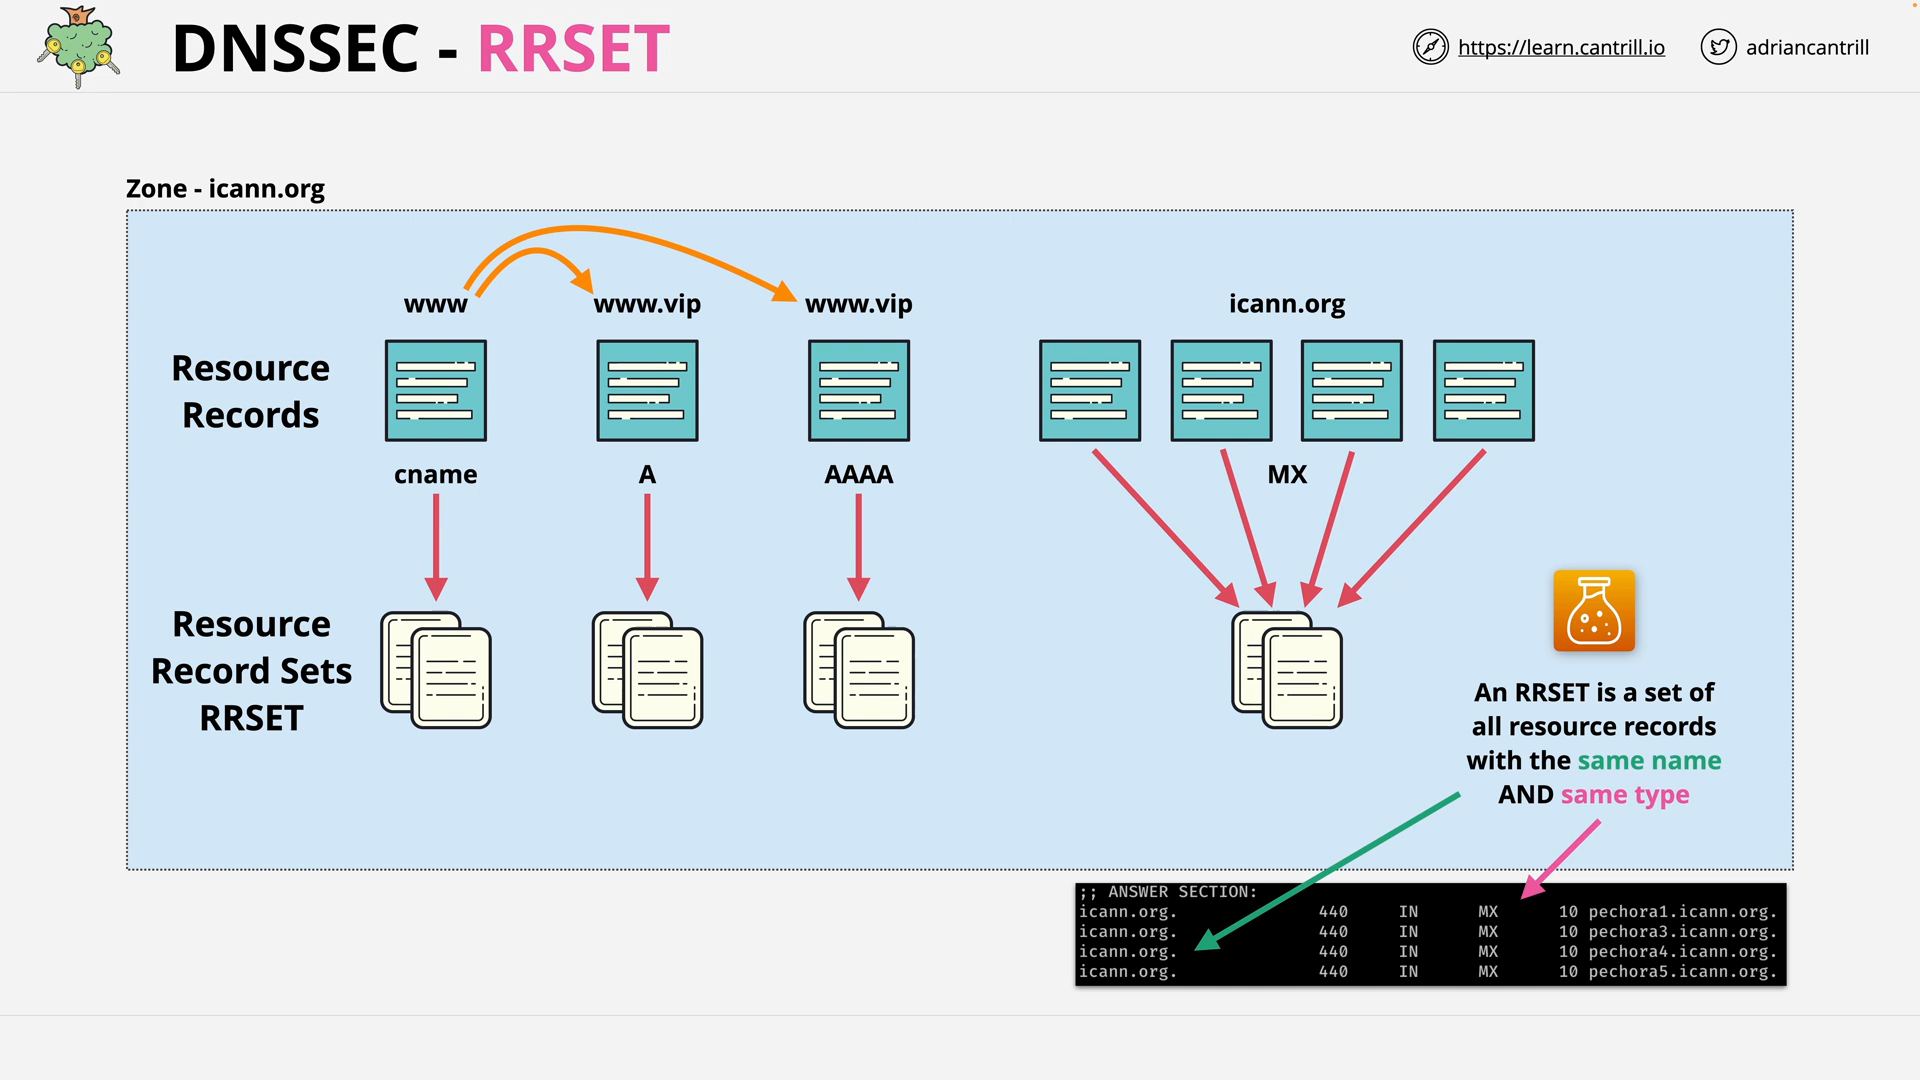 DNSSEC - RRSET
https://learn.cantrill.io
adriancantrill
Zone - icann.org
www
www.vip
www.vip
icann.org
Resource
Records
cname
A
AAAA
MX
Resource
Record Sets
RRSET
An RRSET is a set of
all resource records
with the same name
AND same type
;; ANSWER SECTION:
icann.org. 440 IN MX 10 pechora1.icann.org.
icann.org. 440 IN MX 10 pechora3.icann.org.
icann.org. 440 IN MX 10 pechora4.icann.org.
icann.org. 440 IN MX 10 pechora5.icann.org.